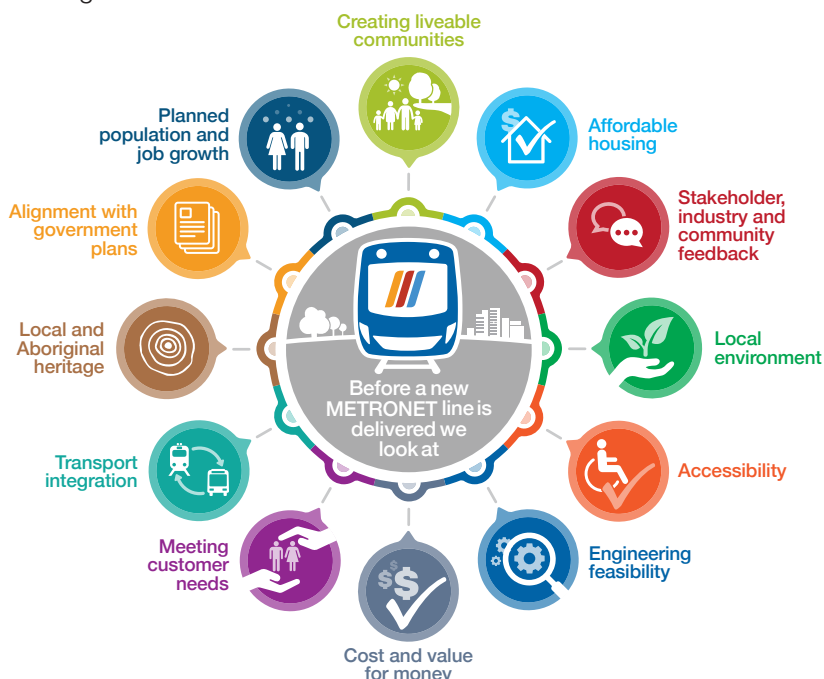 Creating liveable
communities
Affordable
housing
Stakeholder,
industry and
community
feedback
Local
environment
Accessibility
Engineering
feasibility
Cost and value
for money
Meeting
customer
needs
Transport
integration
Local and
Aboriginal
heritage
Alignment with
government
plans
Planned
population and
job growth
Before a new
METRONET line is
delivered we
look at